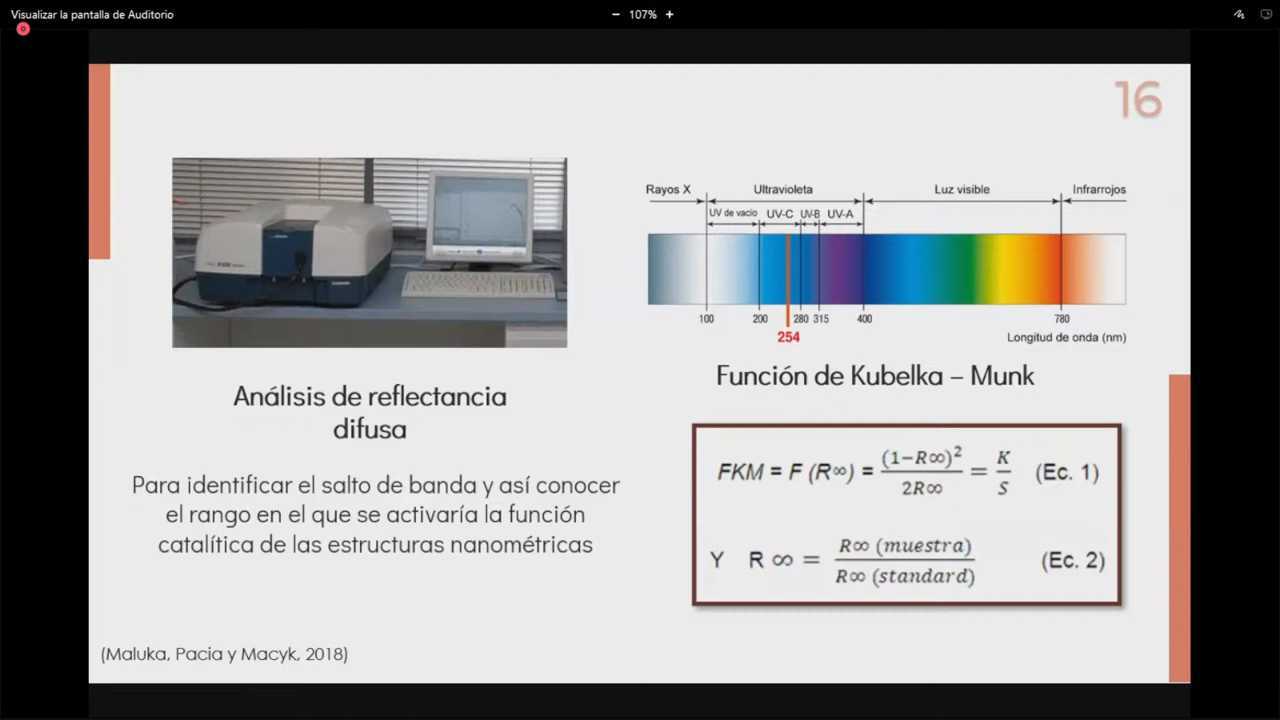 Visualizar la pantalla de Auditorio
− 107% +
16
Rayos X
Ultravioleta
Luz visible
Infrarrojos
UV de vacio
UV-C
UV-B
UV-A
100
200
280
315
400
780
254
Longitud de onda (nm)
Análisis de reflectancia
difusa
Para identificar el salto de banda y así conocer
el rango en el que se activaría la función
catalítica de las estructuras nanométricas
Función de Kubelka – Munk
FKM = F (R∞) = (1−R∞)² / 2R∞ = K / S (Ec. 1)
Y R ∞ = R∞ (muestra) / R∞ (standard) (Ec. 2)
(Maluka, Pacia y Macyk, 2018)